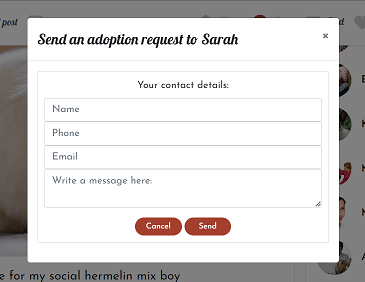 post
Send an adoption request to Sarah
×
Your contact details:
Name
Phone
Email
Write a message here:
Cancel
Send
e for my social hermelin mix boy